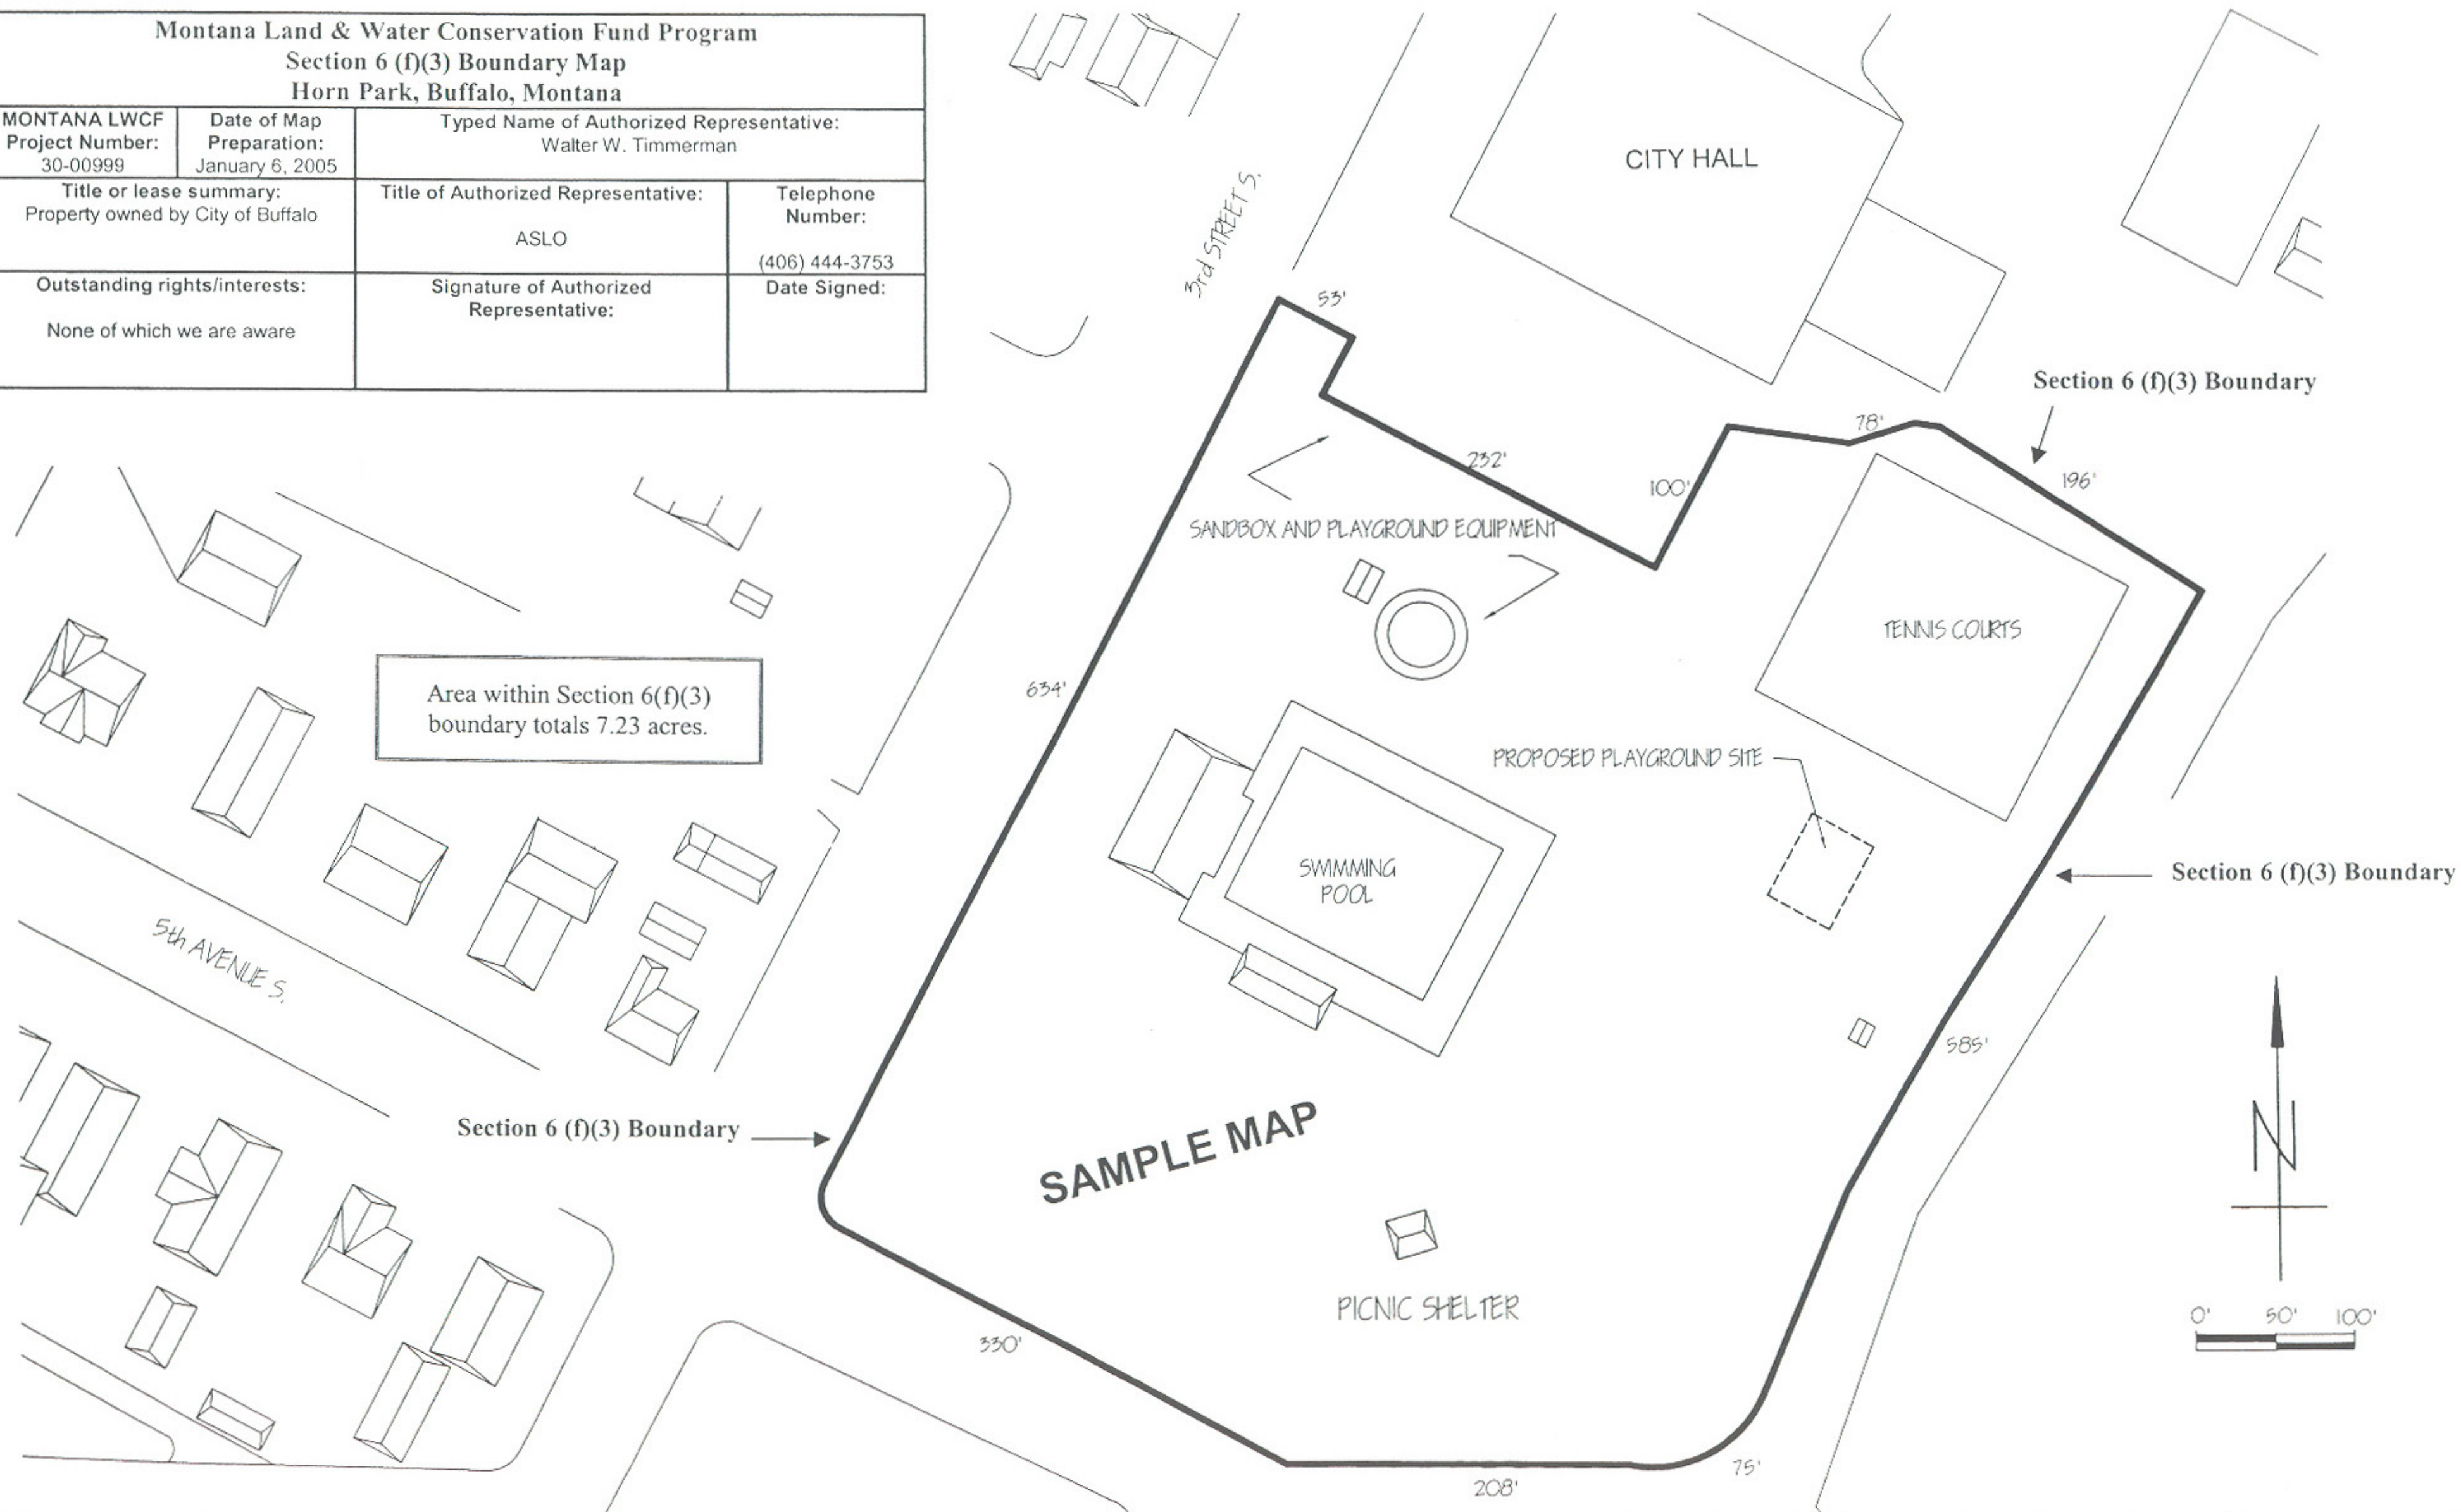 Montana Land & Water Conservation Fund Program
Section 6 (f)(3) Boundary Map
Horn Park, Buffalo, Montana
MONTANA LWCF
Project Number:
30-00999
Date of Map
Preparation:
January 6, 2005
Typed Name of Authorized Representative:
Walter W. Timmerman
Title or lease summary:
Property owned by City of Buffalo
Title of Authorized Representative:
ASLO
Telephone
Number:
(406) 444-3753
Outstanding rights/interests:
None of which we are aware
Signature of Authorized
Representative:
Date Signed:
CITY HALL
3rd STREET S.
53'
Section 6 (f)(3) Boundary
78'
232'
100'
196'
SANDBOX AND PLAYGROUND EQUIPMENT
TENNIS COURTS
634'
Area within Section 6(f)(3)
boundary totals 7.23 acres.
PROPOSED PLAYGROUND SITE
SWIMMING
POOL
Section 6 (f)(3) Boundary
5th AVENUE S.
585'
Section 6 (f)(3) Boundary
SAMPLE MAP
N
PICNIC SHELTER
0' 50' 100'
330'
75'
208'